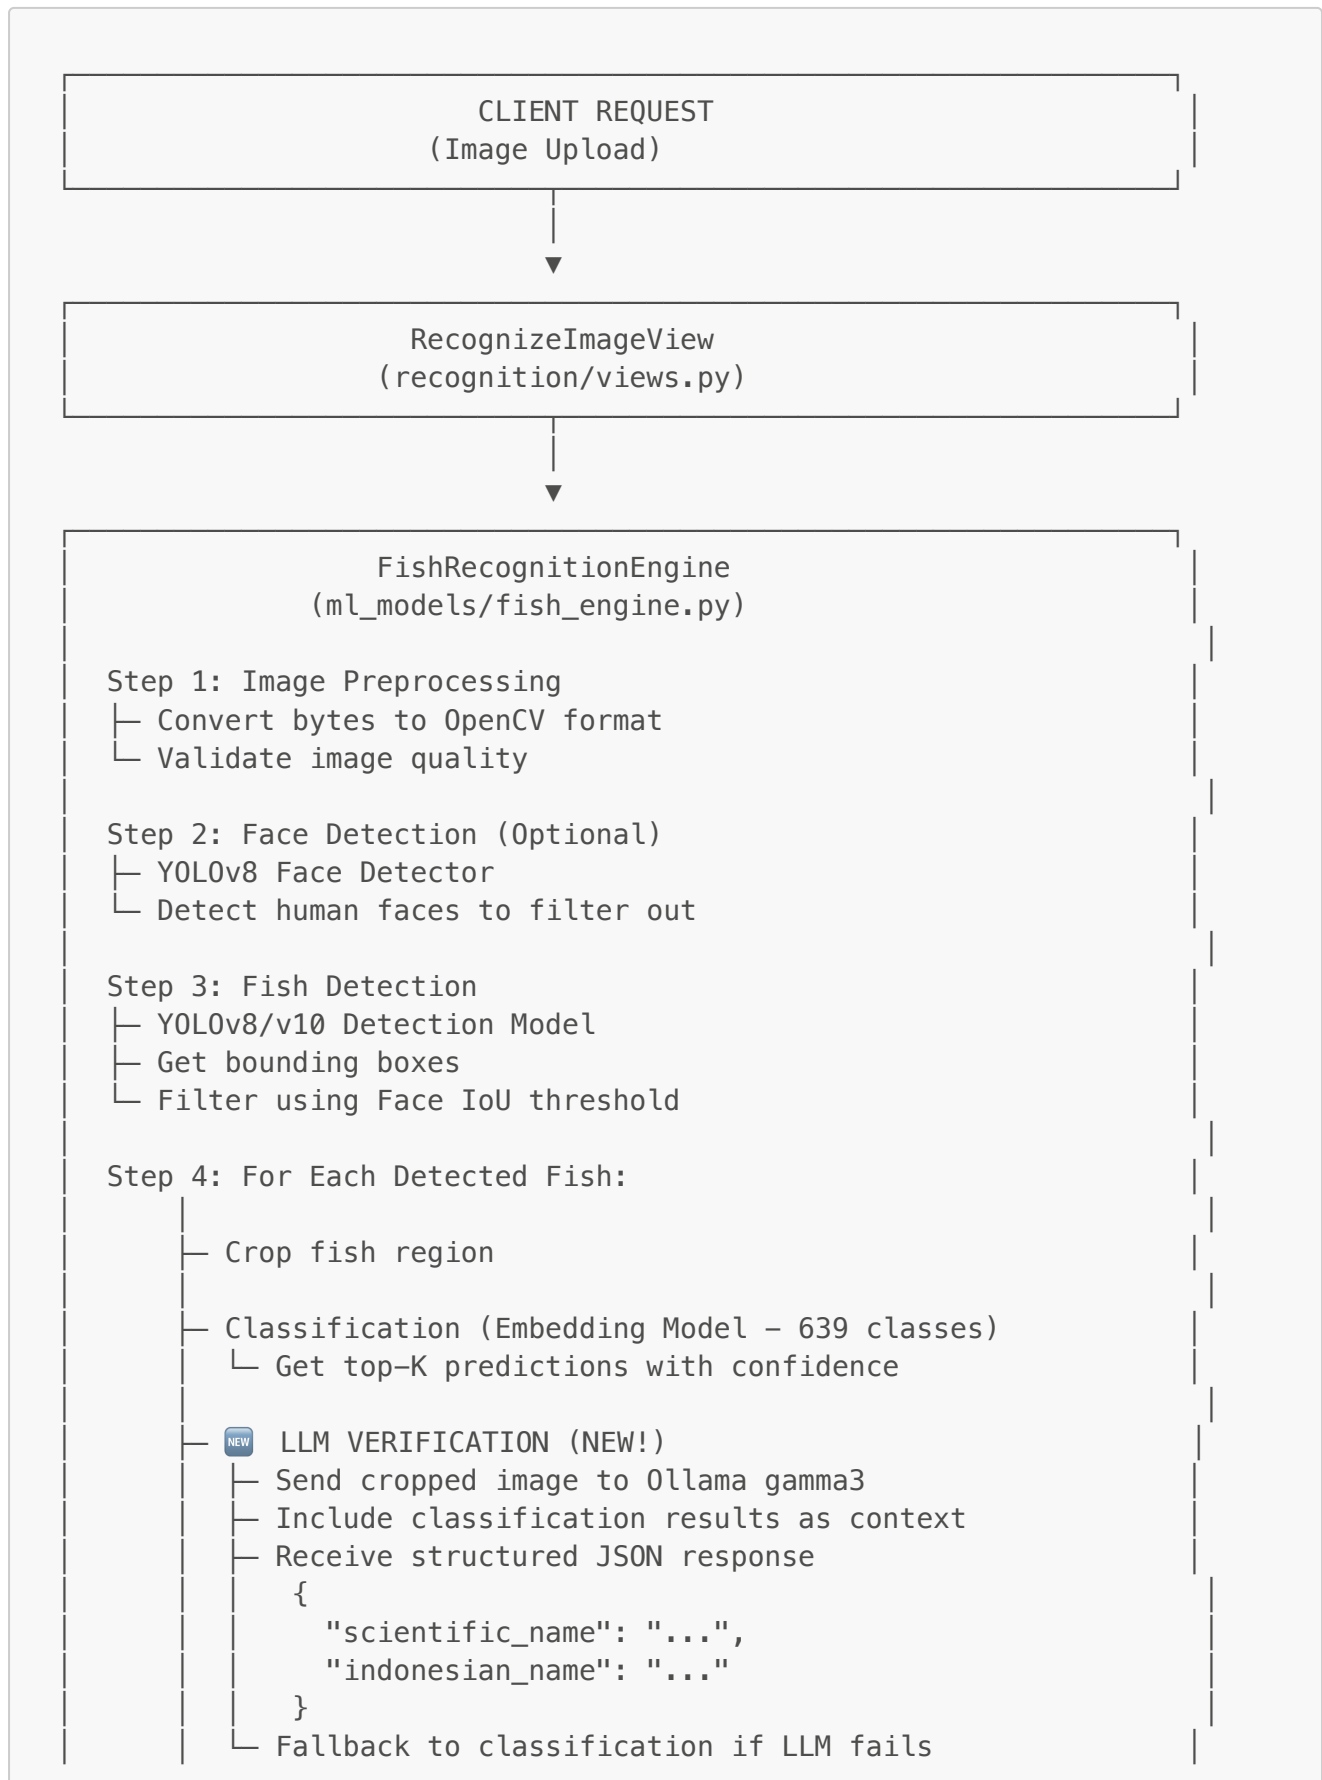 CLIENT REQUEST
(Image Upload)
RecognizeImageView
(recognition/views.py)
FishRecognitionEngine
(ml_models/fish_engine.py)
Step 1: Image Preprocessing
├─ Convert bytes to OpenCV format
└─ Validate image quality
Step 2: Face Detection (Optional)
├─ YOLOv8 Face Detector
└─ Detect human faces to filter out
Step 3: Fish Detection
├─ YOLOv8/v10 Detection Model
├─ Get bounding boxes
└─ Filter using Face IoU threshold
Step 4: For Each Detected Fish:
├─ Crop fish region
├─ Classification (Embedding Model - 639 classes)
└─ Get top-K predictions with confidence
├─ 🆕 LLM VERIFICATION (NEW!)
├─ Send cropped image to Ollama gamma3
├─ Include classification results as context
├─ Receive structured JSON response
{
"scientific_name": "...",
"indonesian_name": "..."
}
└─ Fallback to classification if LLM fails